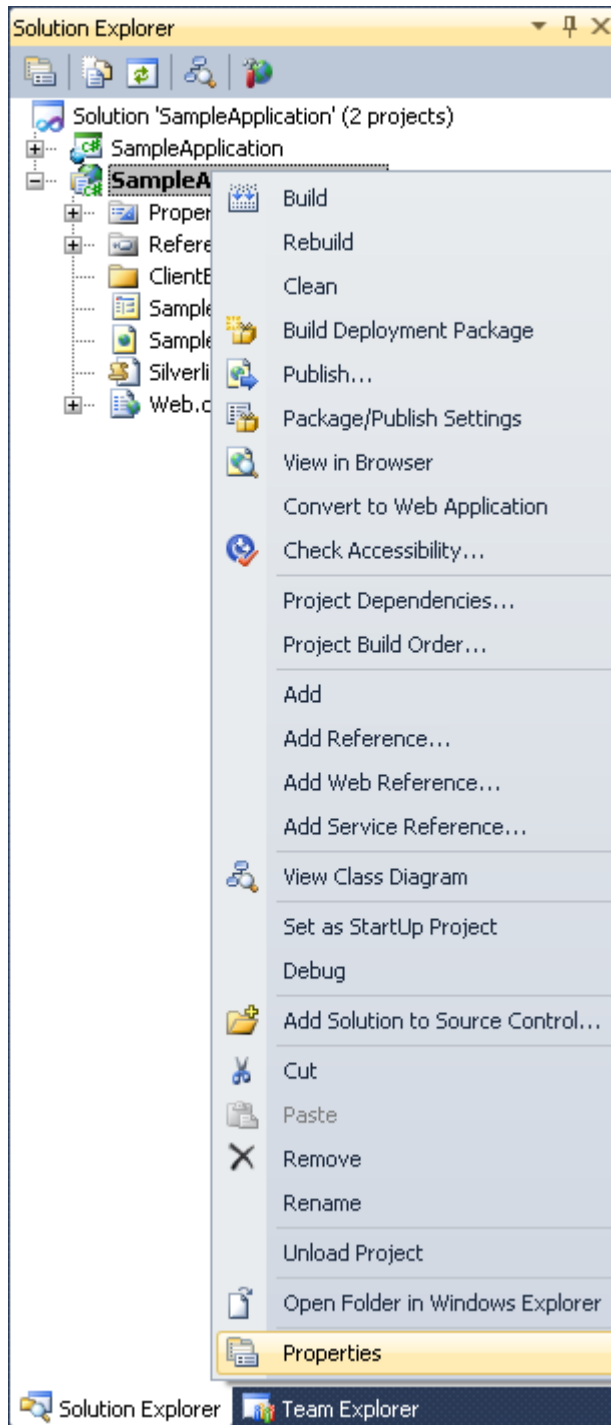 Solution Explorer
Solution 'SampleApplication' (2 projects)
SampleApplication
SampleA
Proper
Refere
ClientB
Sample
Sample
Silverli
Web.c
Build
Rebuild
Clean
Build Deployment Package
Publish...
Package/Publish Settings
View in Browser
Convert to Web Application
Check Accessibility...
Project Dependencies...
Project Build Order...
Add
Add Reference...
Add Web Reference...
Add Service Reference...
View Class Diagram
Set as StartUp Project
Debug
Add Solution to Source Control...
Cut
Paste
Remove
Rename
Unload Project
Open Folder in Windows Explorer
Properties
Solution Explorer Team Explorer